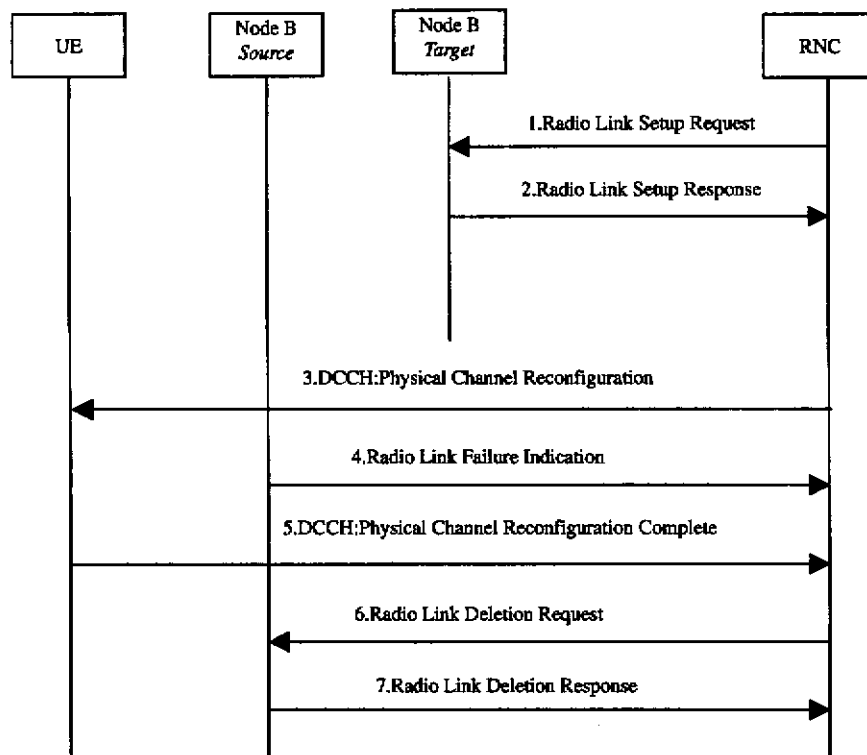 UE
Node B
Source
Node B
Target
RNC
1.Radio Link Setup Request
2.Radio Link Setup Response
3.DCCH:Physical Channel Reconfiguration
4.Radio Link Failure Indication
5.DCCH:Physical Channel Reconfiguration Complete
6.Radio Link Deletion Request
7.Radio Link Deletion Response